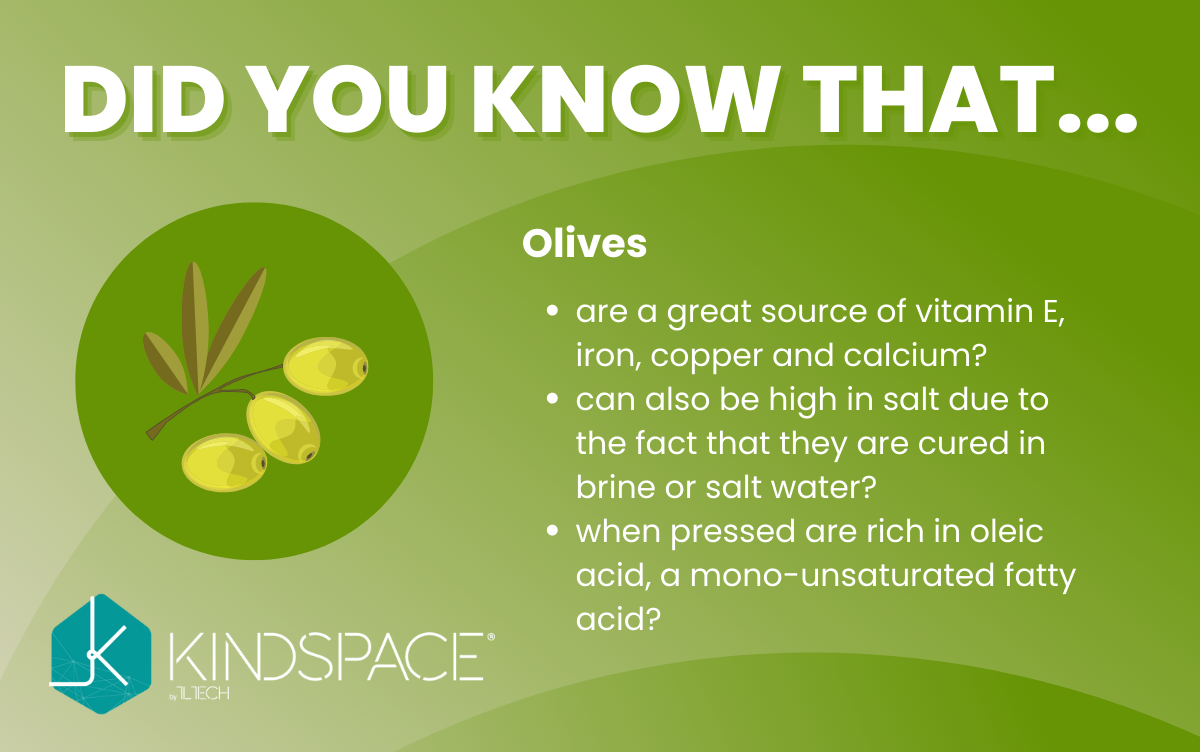 DID YOU KNOW THAT...
Olives
• are a great source of vitamin E,
iron, copper and calcium?
• can also be high in salt due to
the fact that they are cured in
brine or salt water?
• when pressed are rich in oleic
acid, a mono-unsaturated fatty
acid?
KINDSPACE®
by TLTECH